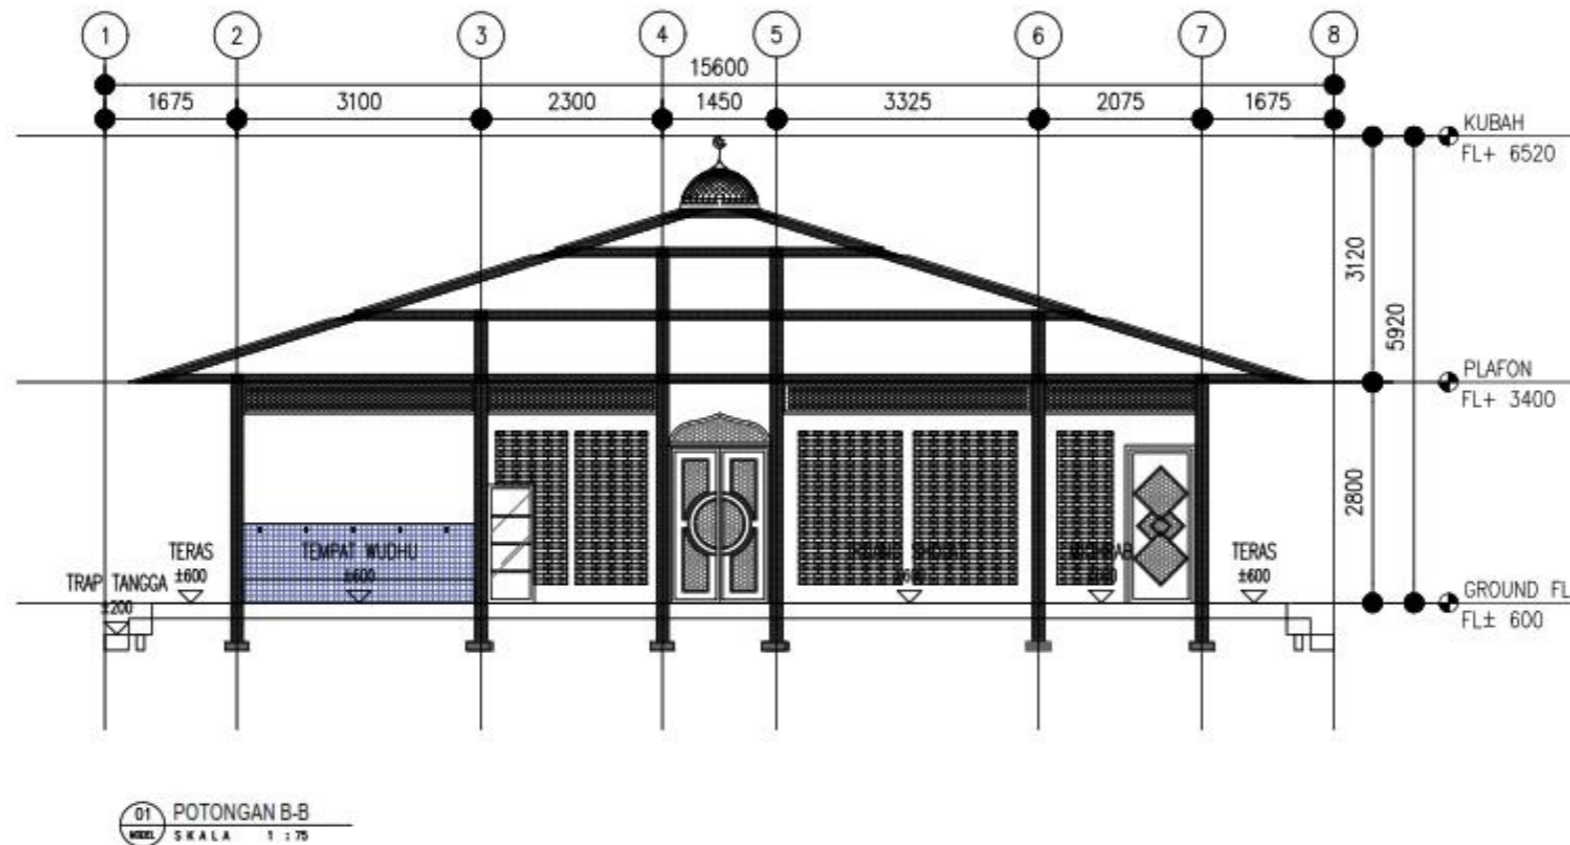 1 2 3 4 5 6 7 8
15600
1675 3100 2300 1450 3325 2075 1675
KUBAH
FL+ 6520
3120
5920
PLAFON
FL+ 3400
2800
TERAS
±600
TEMPAT WUDHU
±600
TERAS
±600
TRAP TANGGA
±200
GROUND FL
FL± 600
01 POTONGAN B-B
MODEL SKALA 1 : 75